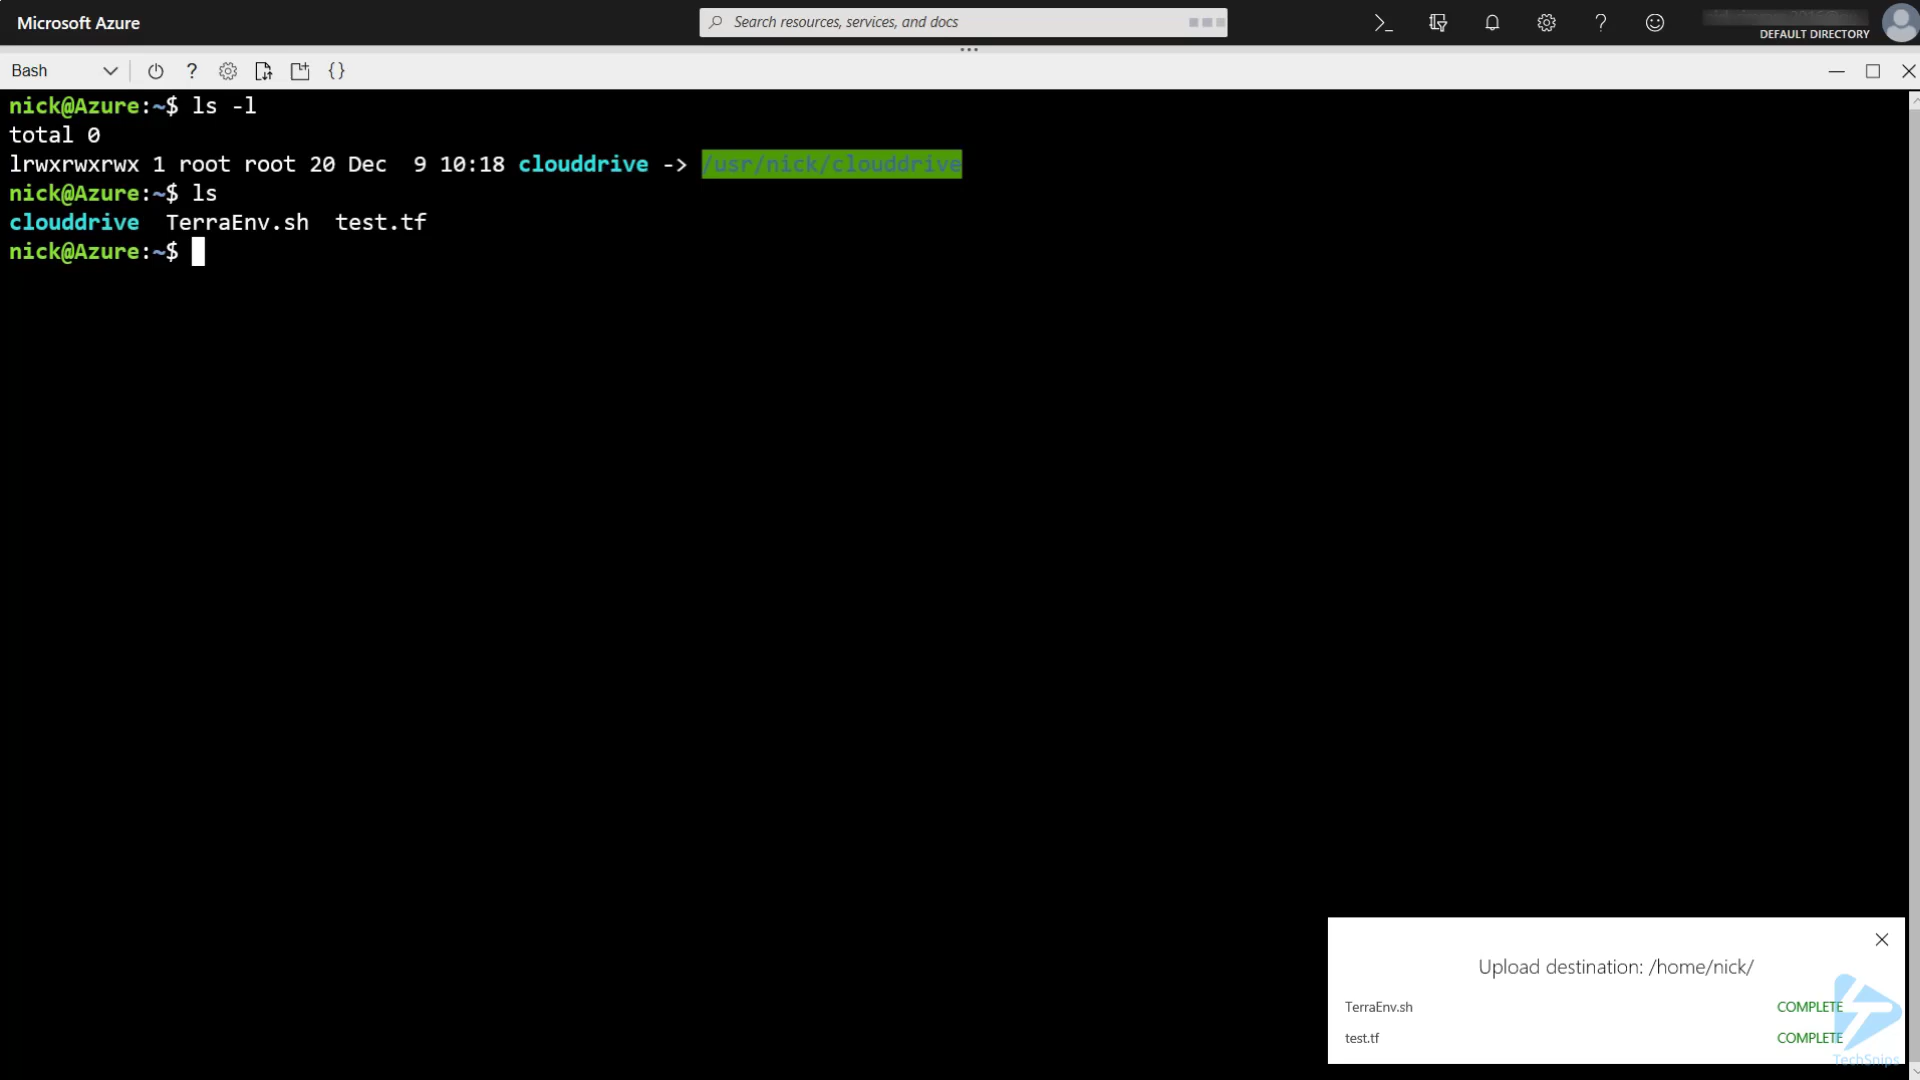 Microsoft Azure
Search resources, services, and docs
DEFAULT DIRECTORY
Bash
nick@Azure:~$ ls -l
total 0
lrwxrwxrwx 1 root root 20 Dec  9 10:18 clouddrive -> /usr/nick/clouddrive
nick@Azure:~$ ls
clouddrive  TerraEnv.sh  test.tf
nick@Azure:~$
Upload destination: /home/nick/
TerraEnv.sh COMPLETE
test.tf COMPLETE
TechSnips